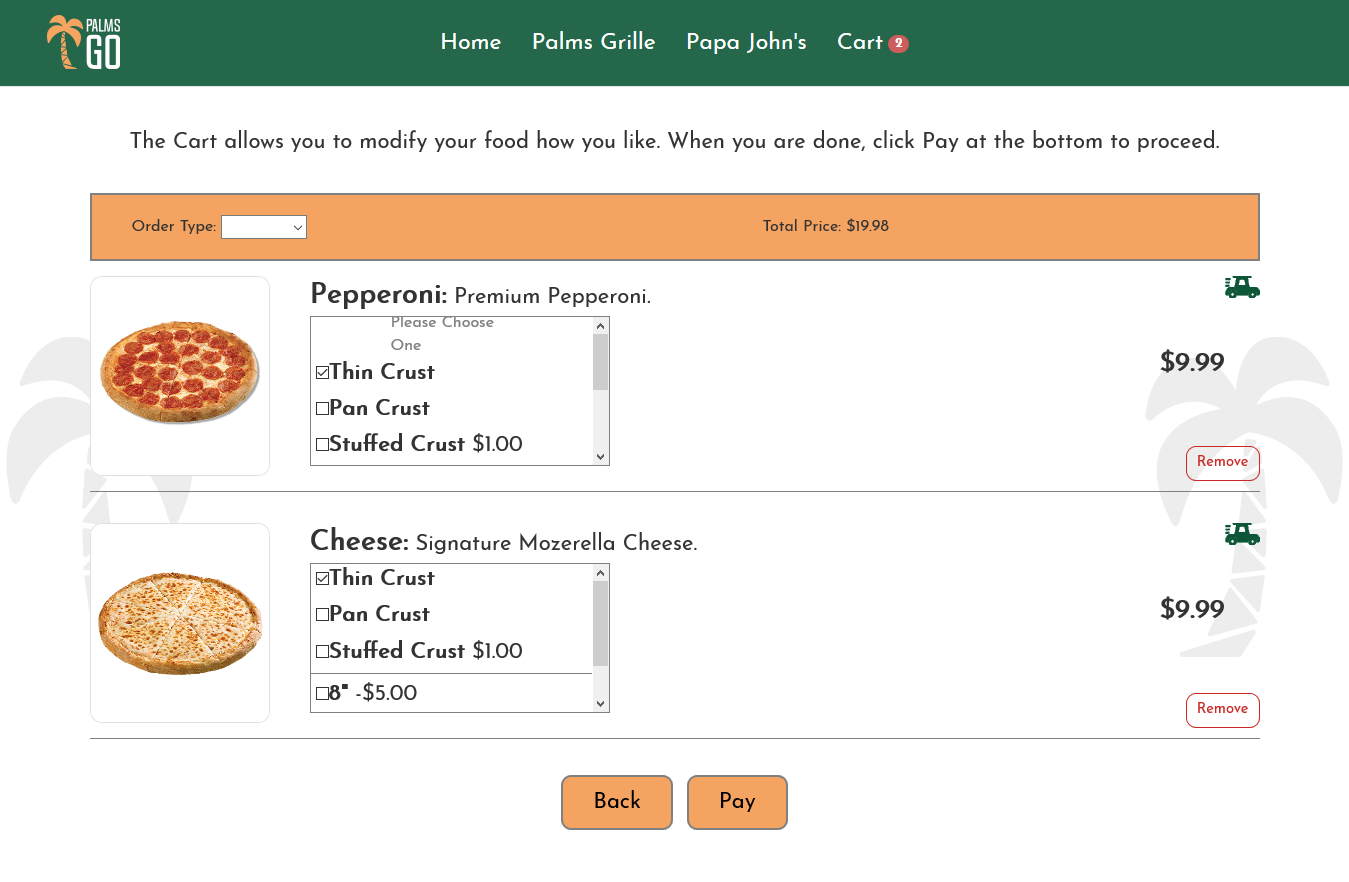 PALMS
GO
Home
Palms Grille
Papa John's
Cart 2
The Cart allows you to modify your food how you like. When you are done, click Pay at the bottom to proceed.
Order Type:
Total Price: $19.98
Pepperoni: Premium Pepperoni.
Please Choose
One
Thin Crust
Pan Crust
Stuffed Crust $1.00
$9.99
Remove
Cheese: Signature Mozerella Cheese.
Thin Crust
Pan Crust
Stuffed Crust $1.00
8" -$5.00
$9.99
Remove
Back
Pay